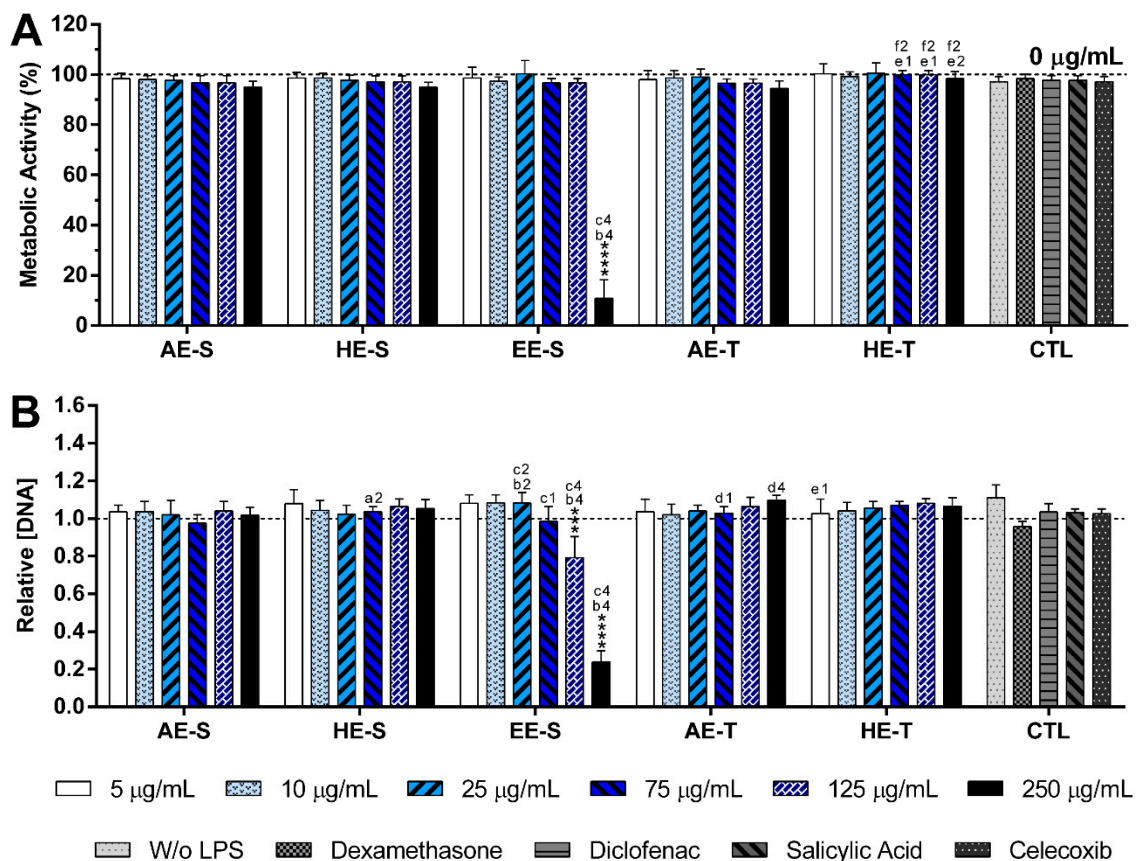 A
Metabolic Activity (%)
120
100
80
60
40
20
0
0 μg/mL
c4
b4
****
f2
e1
f2
e1
f2
e2
AE-S HE-S EE-S AE-T HE-T CTL
B
Relative [DNA]
1.6
1.4
1.2
1.0
0.8
0.6
0.4
0.2
0.0
a2
c2
b2
c1
c4
b4
***
c4
b4
****
d1
d4
e1
AE-S HE-S EE-S AE-T HE-T CTL
5 μg/mL 10 μg/mL 25 μg/mL 75 μg/mL 125 μg/mL 250 μg/mL
W/o LPS Dexamethasone Diclofenac Salicylic Acid Celecoxib